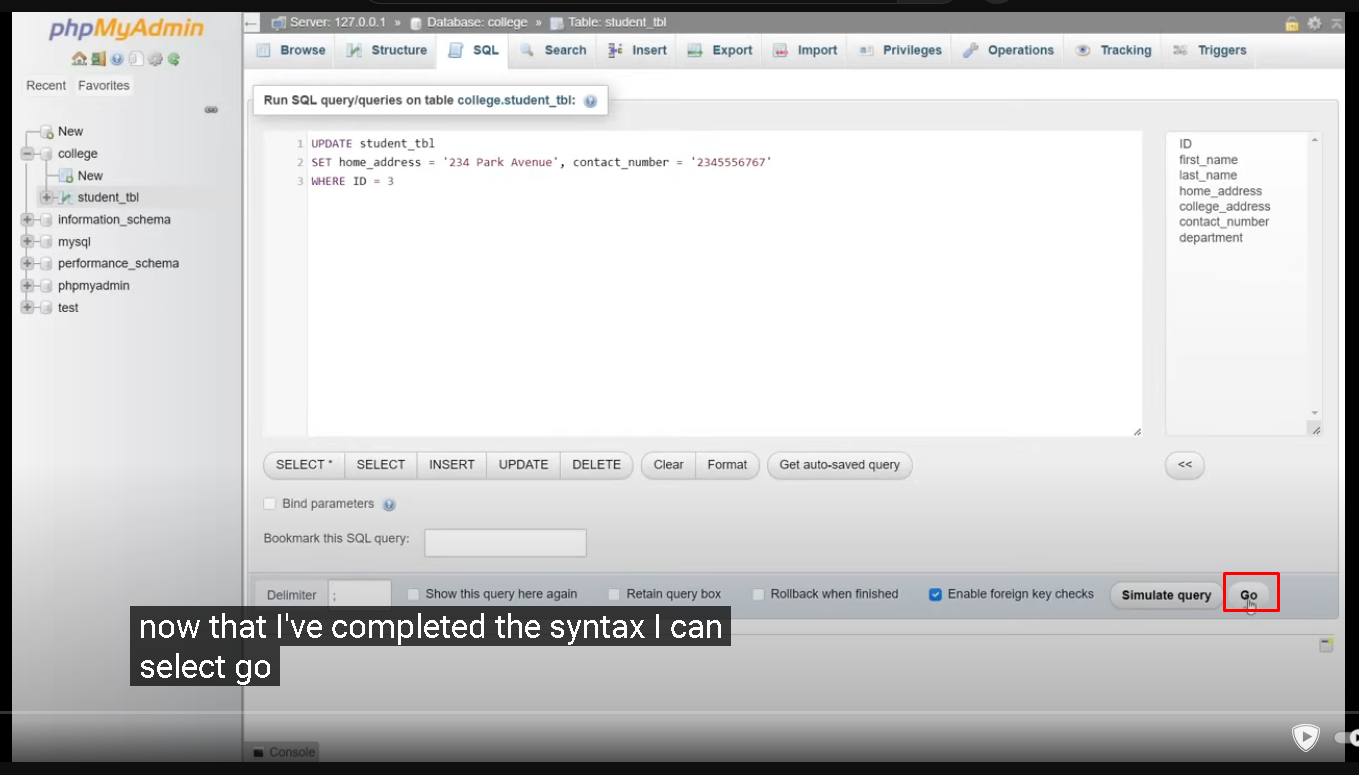 phpMyAdmin
Recent Favorites
New
college
New
student_tbl
information_schema
mysql
performance_schema
phpmyadmin
test
Server: 127.0.0.1 » Database: college » Table: student_tbl
Browse Structure SQL Search Insert Export Import Privileges Operations Tracking Triggers
Run SQL query/queries on table college.student_tbl:
1 UPDATE student_tbl
2 SET home_address = '234 Park Avenue', contact_number = '2345556767'
3 WHERE ID = 3
ID
first_name
last_name
home_address
college_address
contact_number
department
SELECT * SELECT INSERT UPDATE DELETE Clear Format Get auto-saved query <<
Bind parameters
Bookmark this SQL query:
Delimiter ; Show this query here again Retain query box Rollback when finished Enable foreign key checks Simulate query Go
now that I've completed the syntax I can
select go
Console